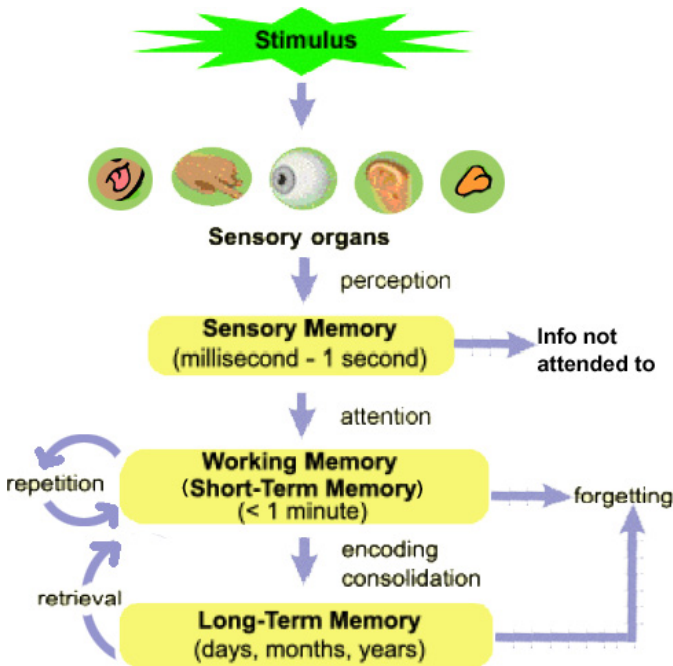 Stimulus
Sensory organs
perception
Sensory Memory
(millisecond - 1 second)
Info not
attended to
attention
repetition
Working Memory
(Short-Term Memory)
(< 1 minute)
forgetting
encoding
consolidation
retrieval
Long-Term Memory
(days, months, years)